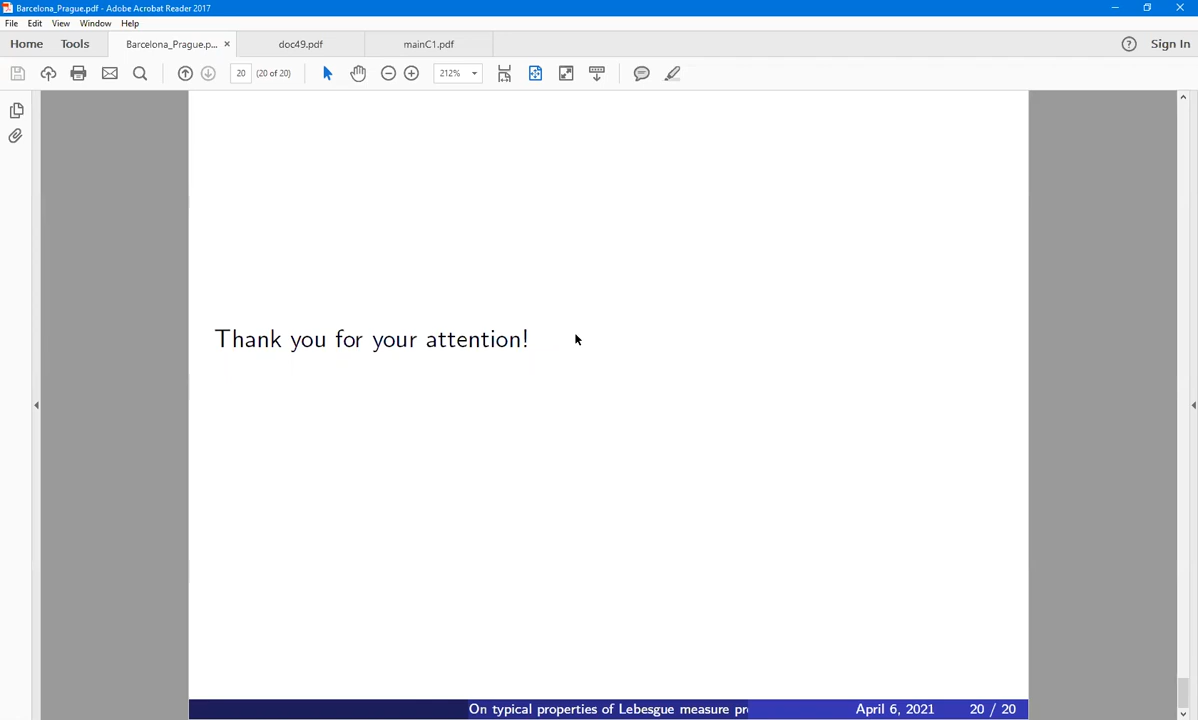 Barcelona_Prague.pdf - Adobe Acrobat Reader 2017
File Edit View Window Help
Home Tools Barcelona_Prague.p... × doc49.pdf mainC1.pdf ? Sign In
20 (20 of 20) 212%
Thank you for your attention!
On typical properties of Lebesgue measure pr April 6, 2021 20 / 20